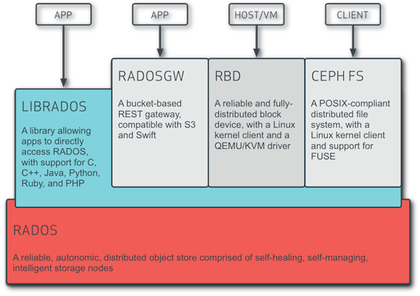 APP
APP
HOST/VM
CLIENT
LIBRADOS
A library allowing
apps to directly
access RADOS,
with support for C,
C++, Java, Python,
Ruby, and PHP
RADOSGW
A bucket-based
REST gateway,
compatible with S3
and Swift
RBD
A reliable and fully-
distributed block
device, with a Linux
kernel client and a
QEMU/KVM driver
CEPH FS
A POSIX-compliant
distributed file
system, with a
Linux kernel client
and support for
FUSE
RADOS
A reliable, autonomic, distributed object store comprised of self-healing, self-managing,
intelligent storage nodes